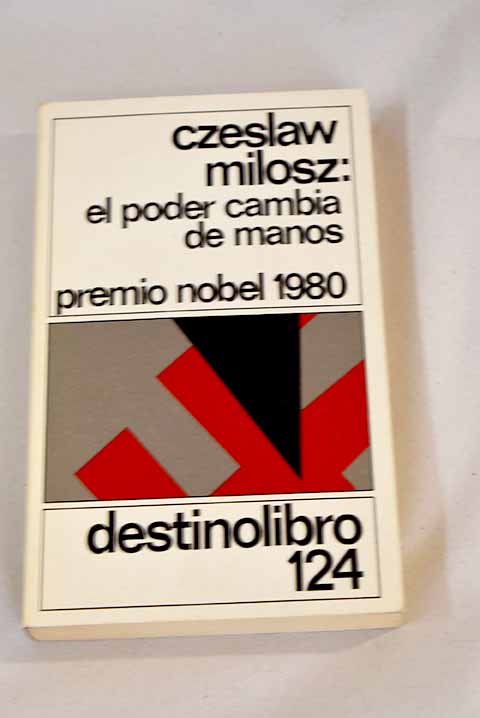 czeslaw
milosz:
el poder cambia
de manos
premio nobel 1980
destinolibro
124